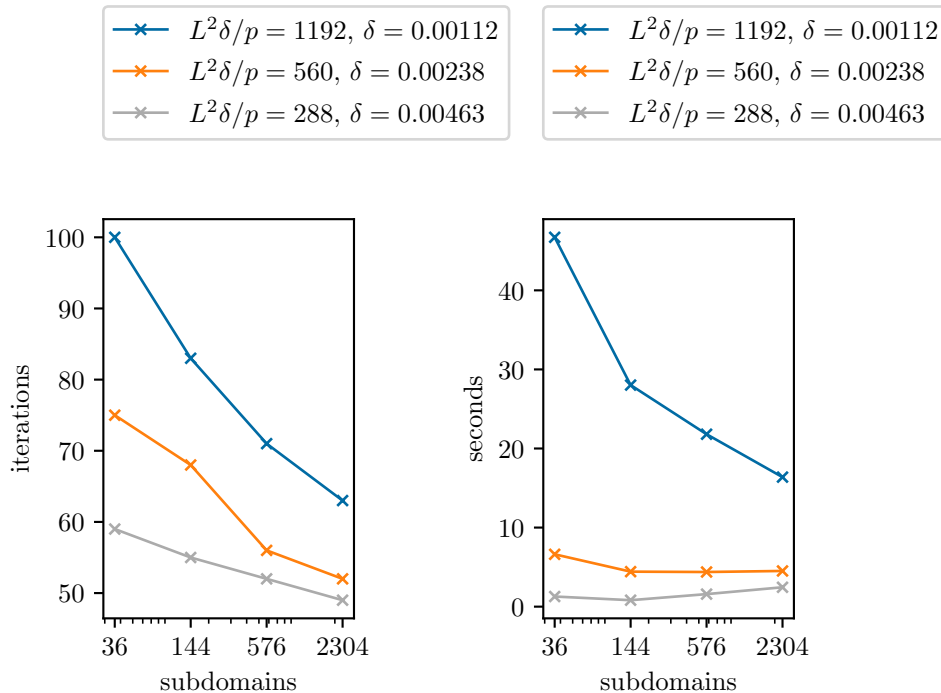 L²δ/p = 1192, δ = 0.00112
L²δ/p = 560, δ = 0.00238
L²δ/p = 288, δ = 0.00463
L²δ/p = 1192, δ = 0.00112
L²δ/p = 560, δ = 0.00238
L²δ/p = 288, δ = 0.00463
iterations
100
90
80
70
60
50
36 144 576 2304
subdomains
seconds
40
30
20
10
0
36 144 576 2304
subdomains